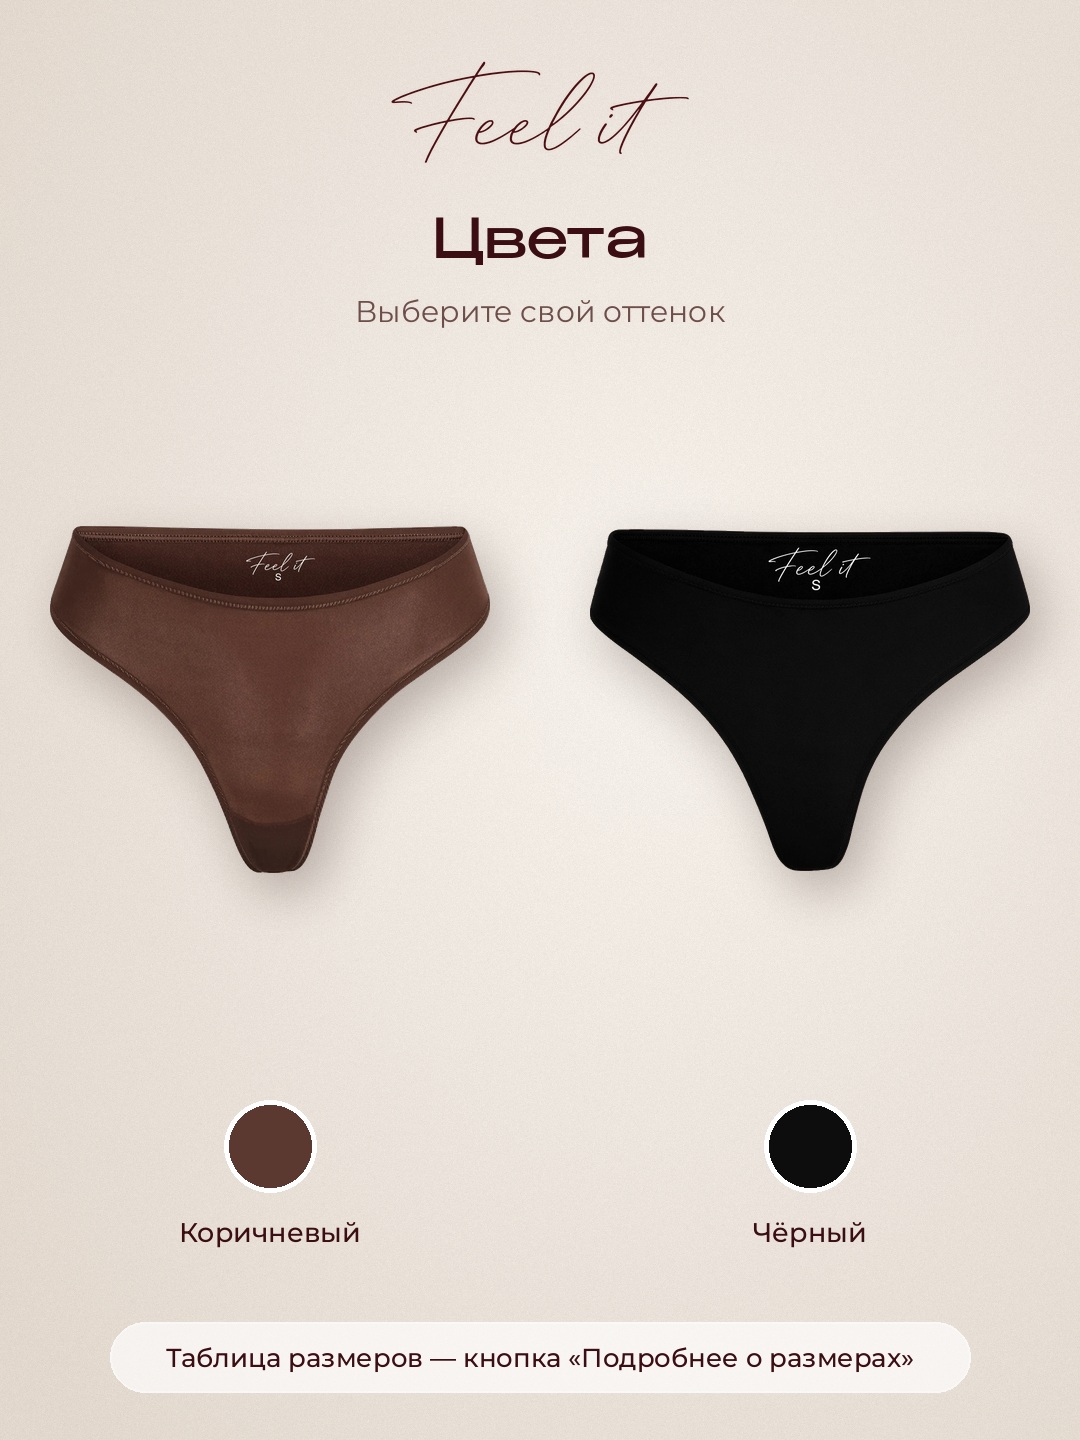 Feel it
Цвета
Выберите свой оттенок
Feel it
S
Feel it
S
Коричневый
Чёрный
Таблица размеров — кнопка «Подробнее о размерах»